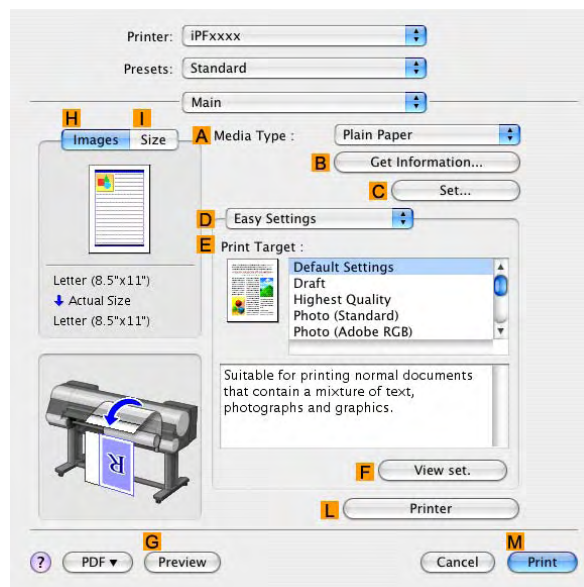 Printer: iPFxxxx
Presets: Standard
Main
H I
Images Size
A Media Type : Plain Paper
B Get Information...
C Set...
D Easy Settings
E Print Target :
Default Settings
Draft
Highest Quality
Photo (Standard)
Photo (Adobe RGB)
Letter (8.5"x11")
Actual Size
Letter (8.5"x11")
Suitable for printing normal documents
that contain a mixture of text,
photographs and graphics.
R
F View set.
L Printer
G M
? PDF▼ Preview Cancel Print